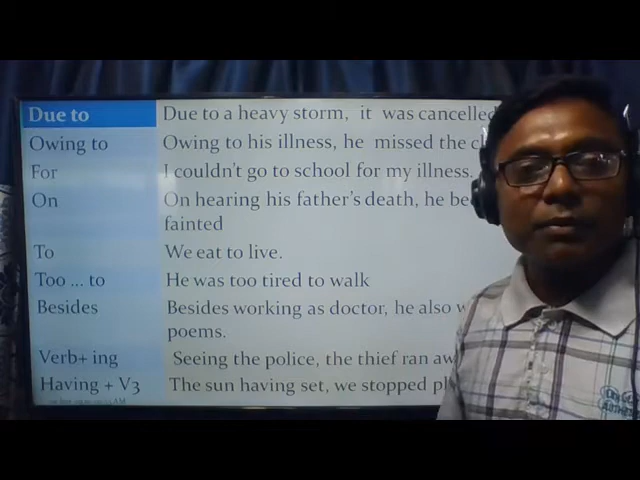 Due to Due to a heavy storm, it was cancelled
Owing to Owing to his illness, he missed the
For I couldn't go to school for my illness.
On On hearing his father's death, he
fainted
To We eat to live.
Too ... to He was too tired to walk
Besides Besides working as doctor, he also
poems.
Verb+ ing Seeing the police, the thief ran
Having + V3 The sun having set, we stopped